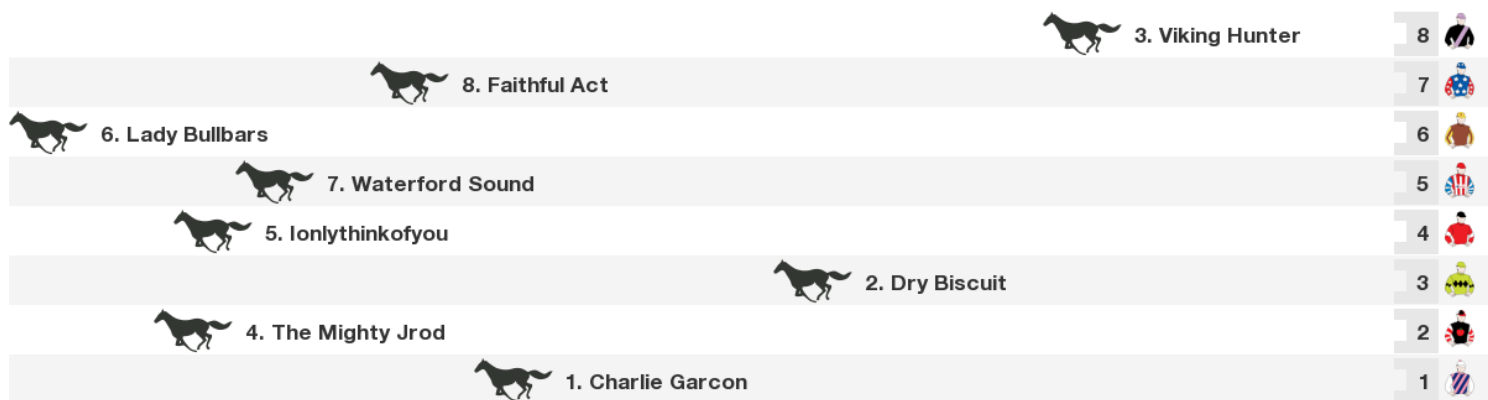 3. Viking Hunter 8
8. Faithful Act 7
6. Lady Bullbars 6
7. Waterford Sound 5
5. Ionlythinkofyou 4
2. Dry Biscuit 3
4. The Mighty Jrod 2
1. Charlie Garcon 1